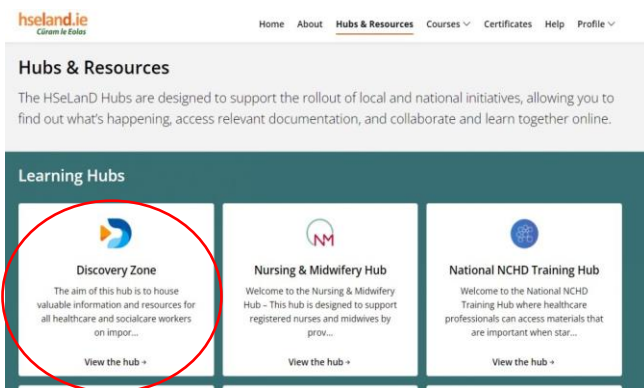 hseland.ie
Cúram le Eolas
Home About Hubs & Resources Courses Certificates Help Profile
Hubs & Resources
The HSeLanD Hubs are designed to support the rollout of local and national initiatives, allowing you to
find out what's happening, access relevant documentation, and collaborate and learn together online.
Learning Hubs
Discovery Zone
The aim of this hub is to house
valuable information and resources for
all healthcare and socialcare workers
on impor...
View the hub →
NM
Nursing & Midwifery Hub
Welcome to the Nursing & Midwifery
Hub – This hub is designed to support
registered nurses and midwives by
prov...
View the hub →
National NCHD Training Hub
Welcome to the National NCHD
Training Hub where healthcare
professionals can access materials that
are important when star...
View the hub →